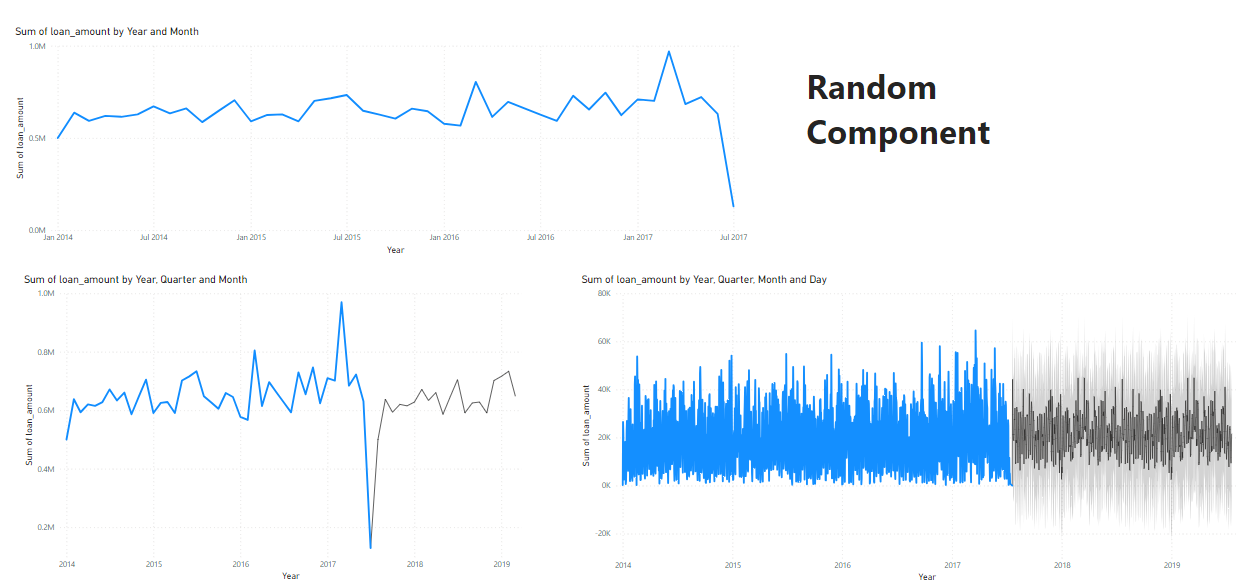 Sum of loan_amount by Year and Month
1.0M
0.5M
0.0M
Sum of loan_amount
Jan 2014
Jul 2014
Jan 2015
Jul 2015
Jan 2016
Jul 2016
Jan 2017
Jul 2017
Year
Random
Component
Sum of loan_amount by Year, Quarter and Month
1.0M
0.8M
0.6M
0.4M
0.2M
Sum of loan_amount
2014
2015
2016
2017
2018
2019
Year
Sum of loan_amount by Year, Quarter, Month and Day
80K
60K
40K
20K
0K
-20K
Sum of loan_amount
2014
2015
2016
2017
2018
2019
Year